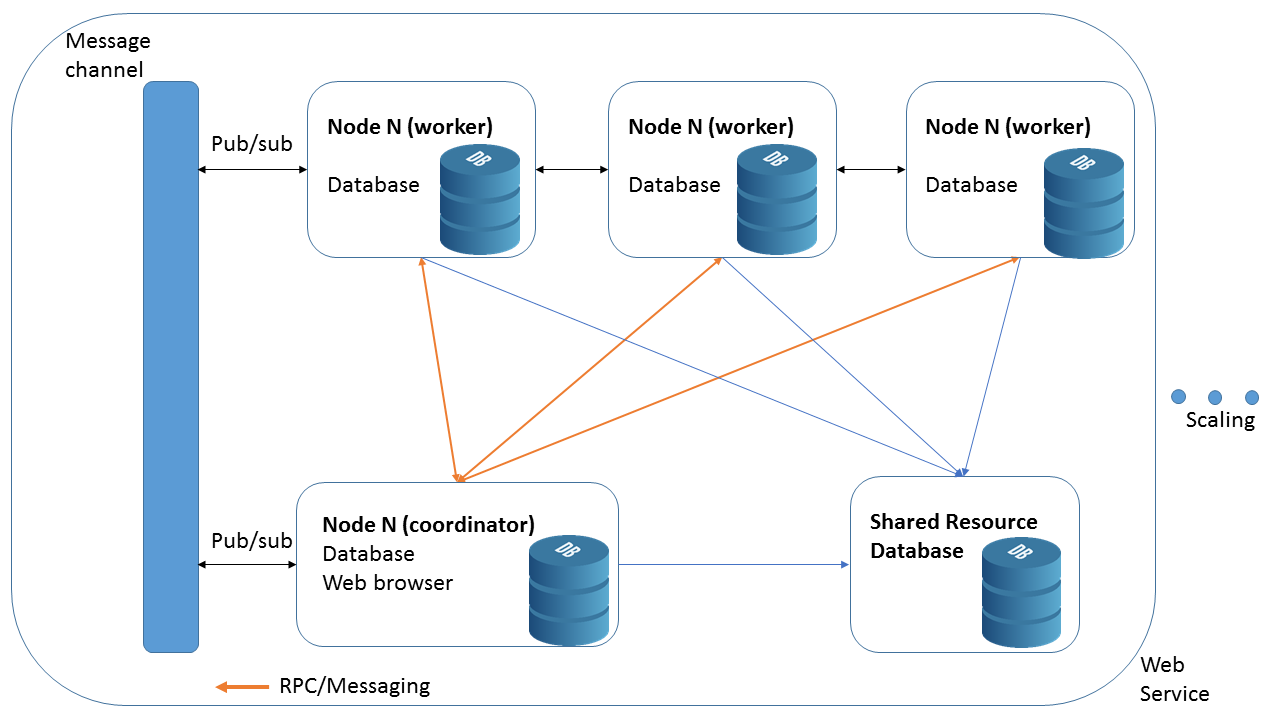 Message
channel
Pub/sub
Node N (worker)
DB
Database
Node N (worker)
DB
Database
Node N (worker)
DB
Database
Scaling
Pub/sub
Node N (coordinator)
Database
Web browser
DB
Shared Resource
Database
DB
RPC/Messaging
Web
Service